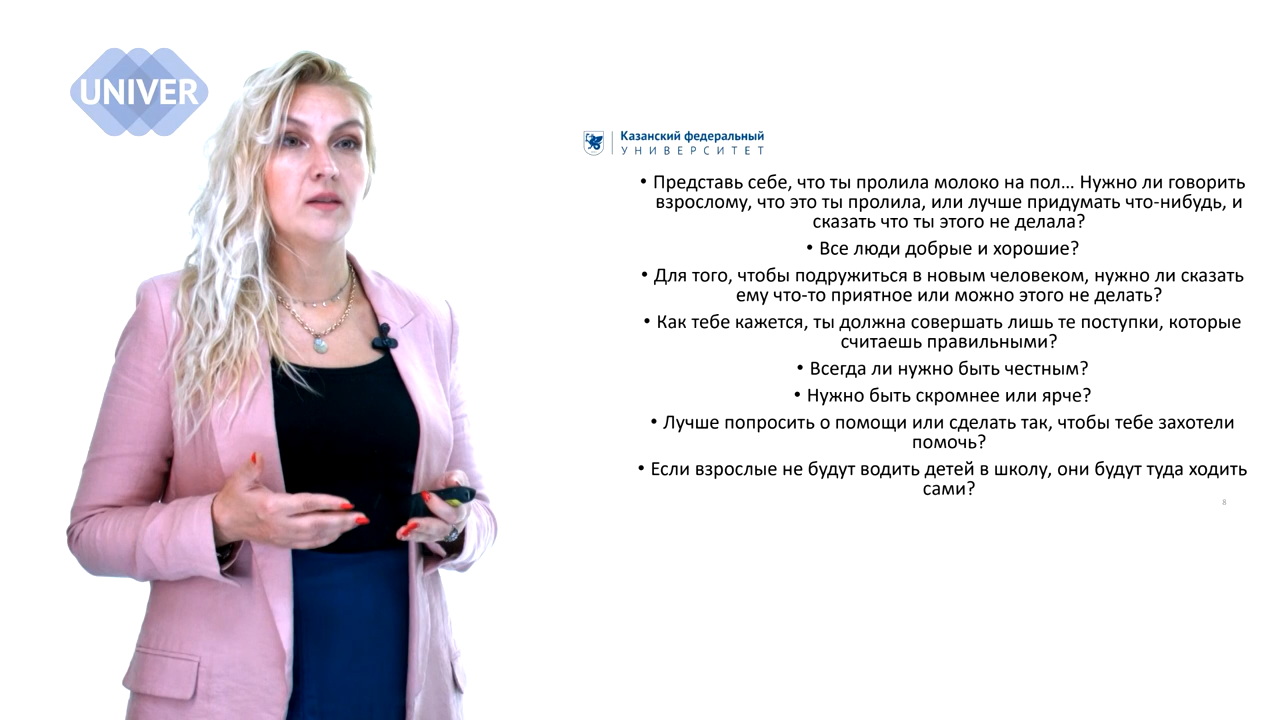 UNIVER
Казанский федеральный
УНИВЕРСИТЕТ
• Представь себе, что ты пролила молоко на пол... Нужно ли говорить
взрослому, что это ты пролила, или лучше придумать что-нибудь, и
сказать что ты этого не делала?
• Все люди добрые и хорошие?
• Для того, чтобы подружиться в новым человеком, нужно ли сказать
ему что-то приятное или можно этого не делать?
• Как тебе кажется, ты должна совершать лишь те поступки, которые
считаешь правильными?
• Всегда ли нужно быть честным?
• Нужно быть скромнее или ярче?
• Лучше попросить о помощи или сделать так, чтобы тебе захотели
помочь?
• Если взрослые не будут водить детей в школу, они будут туда ходить
сами?
8